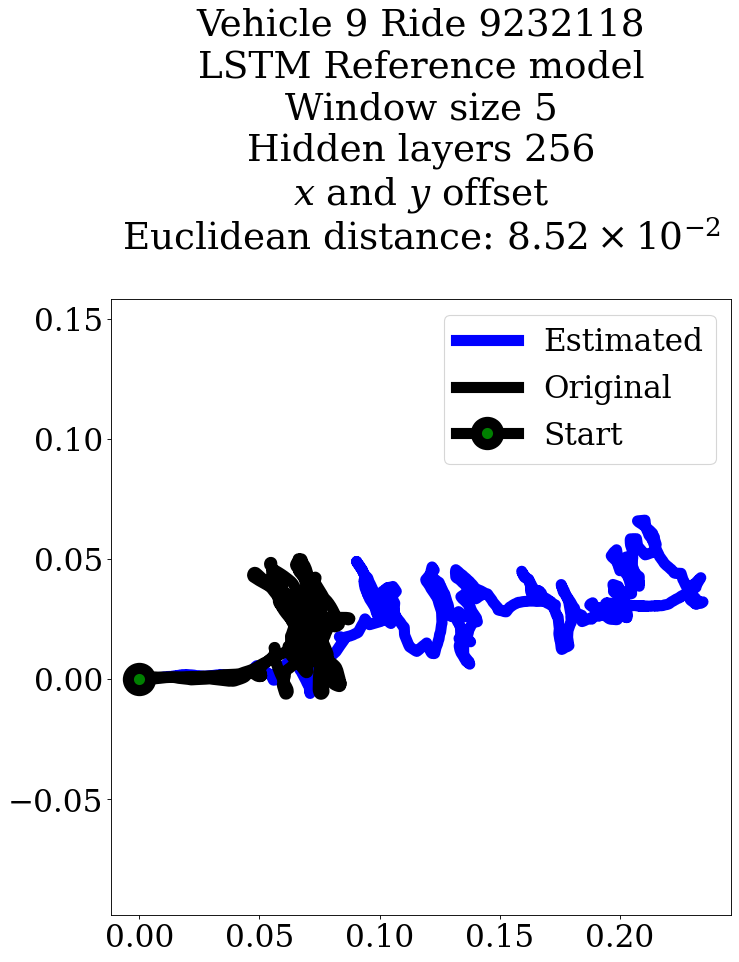 Vehicle 9 Ride 9232118
LSTM Reference model
Window size 5
Hidden layers 256
x and y offset
Euclidean distance: 8.52 × 10⁻²
Estimated
Original
Start
0.15
0.10
0.05
0.00
−0.05
0.00 0.05 0.10 0.15 0.20